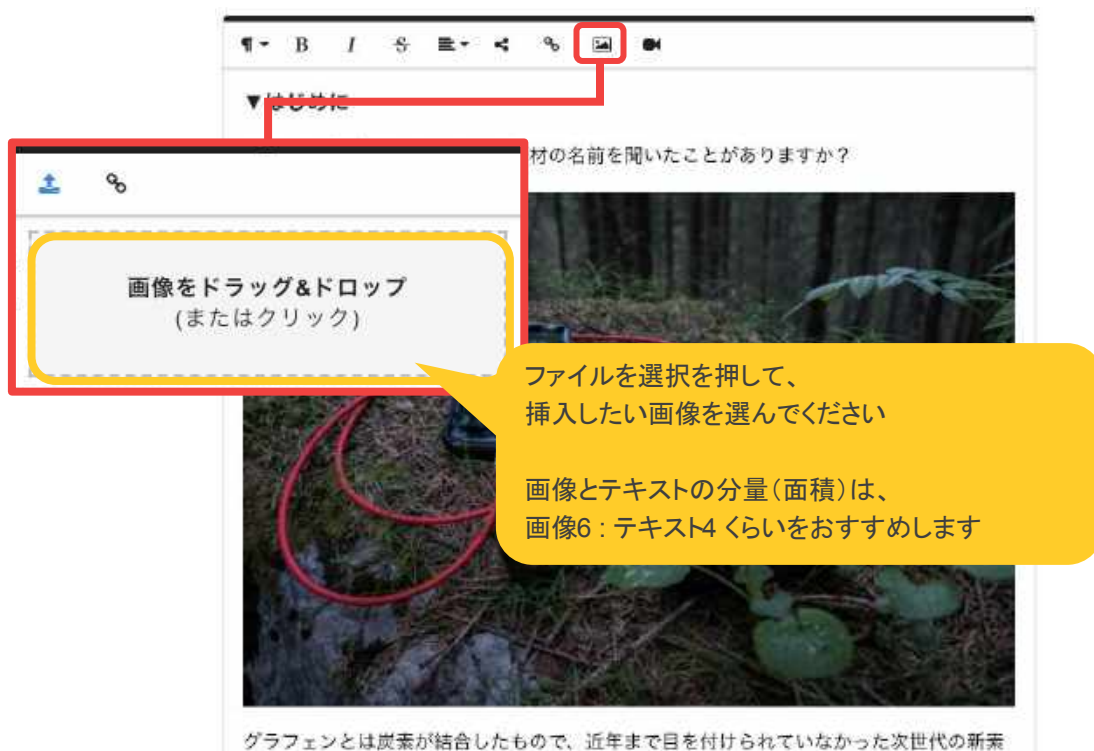 B I S
▼はじめに
材の名前を聞いたことがありますか？
画像をドラッグ&ドロップ
(またはクリック)
ファイルを選択を押して、
挿入したい画像を選んでください
画像とテキストの分量（面積）は、
画像6 : テキスト4 くらいをおすすめします
グラフェンとは炭素が結合したもので、近年まで目を付けられていなかった次世代の新素